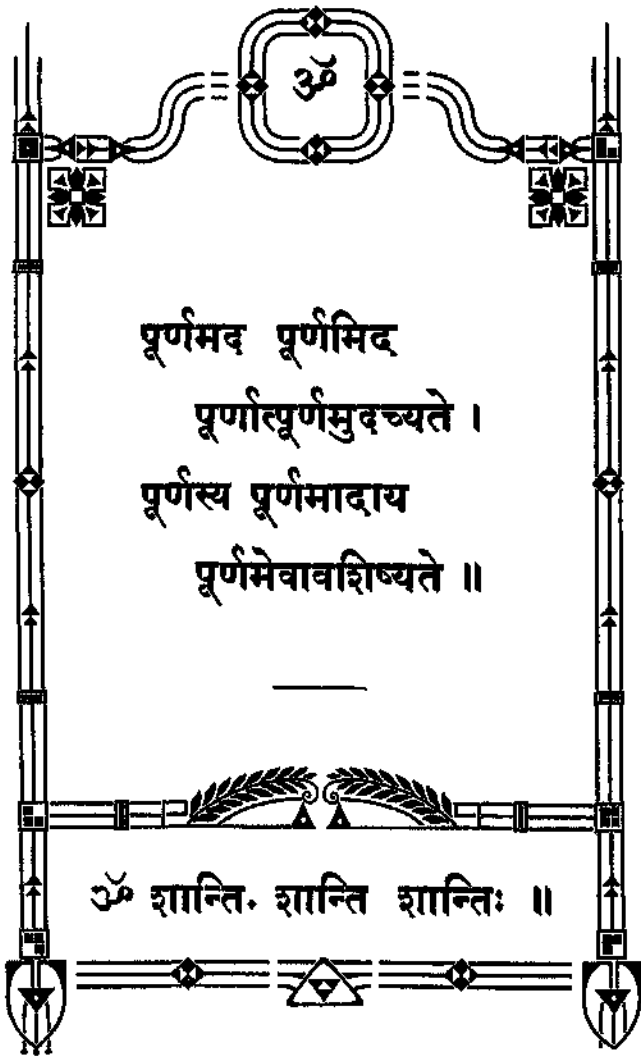 ॐ
पूर्णमद पूर्णमिद
पूर्णात्पूर्णमुदच्यते ।
पूर्णस्य पूर्णमादाय
पूर्णमेवावशिष्यते ॥
ॐ शान्ति. शान्ति शान्तिः ॥